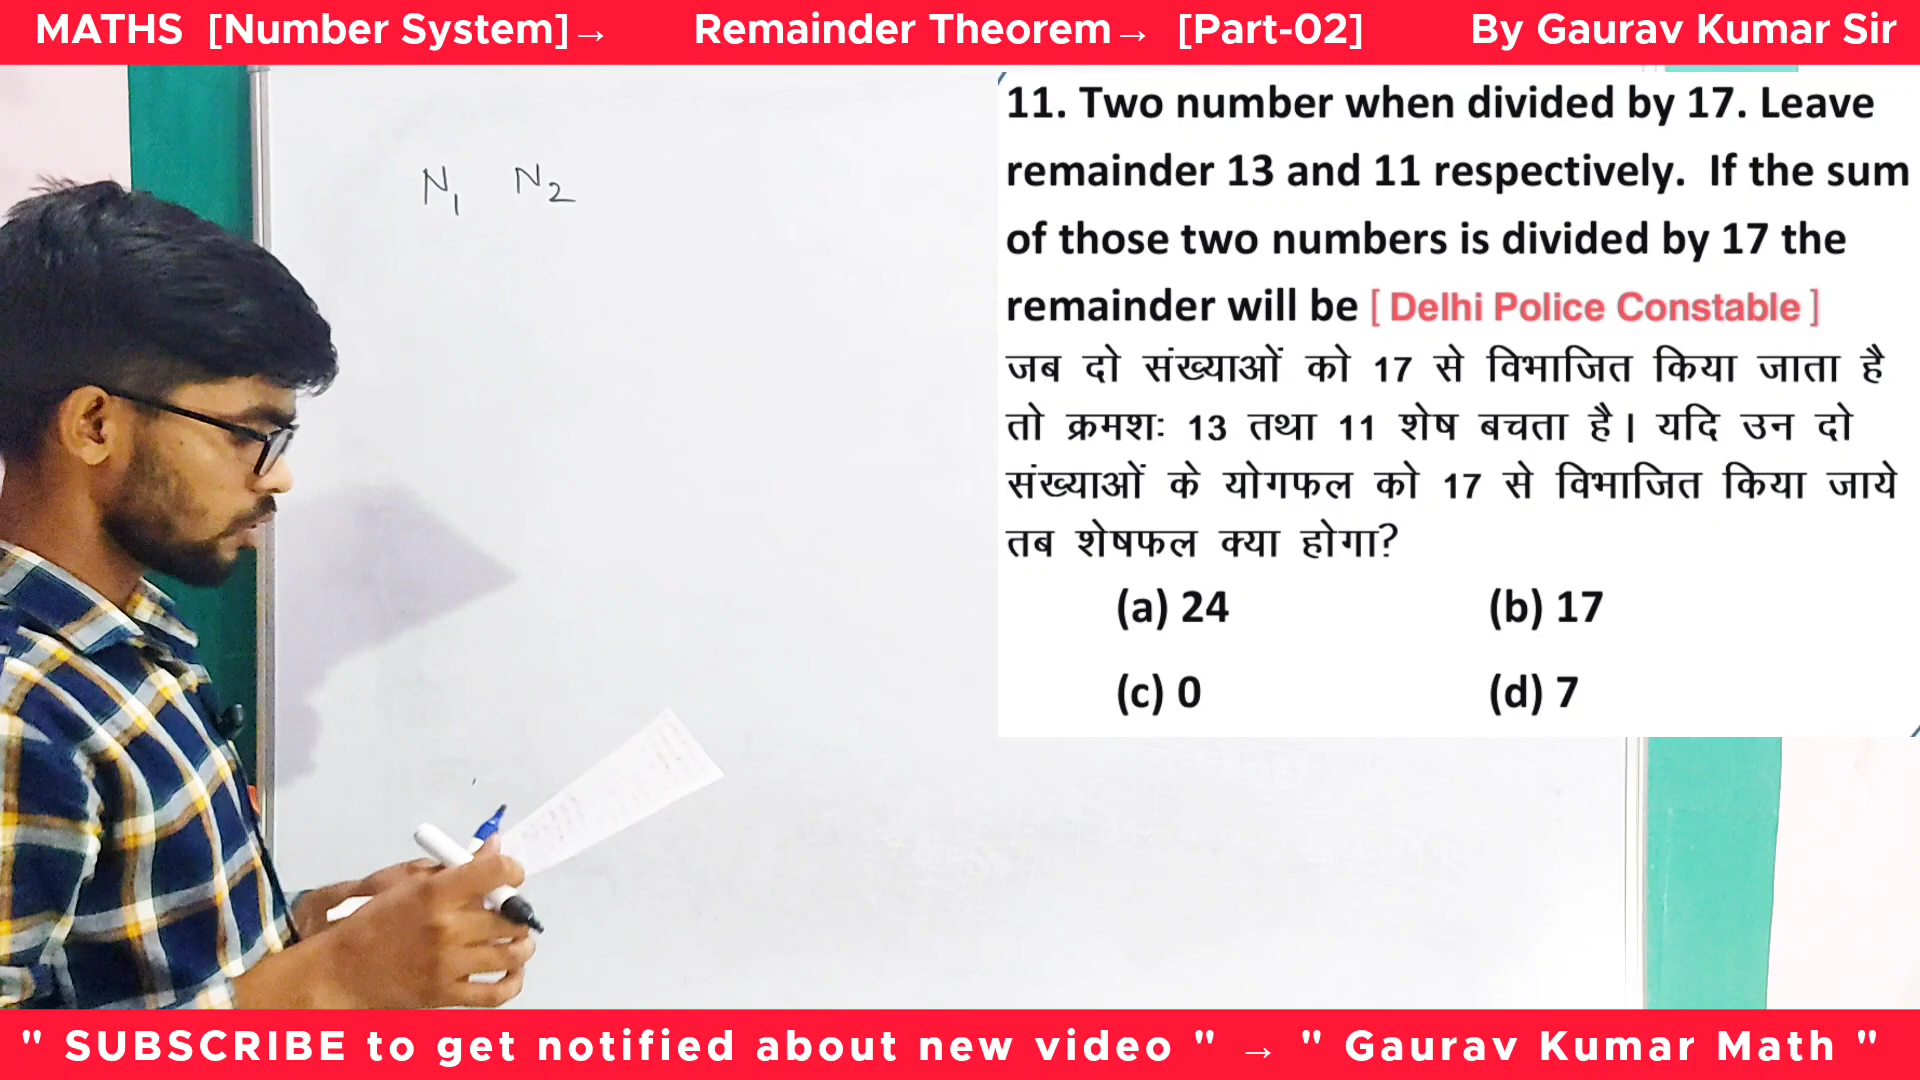 MATHS [Number System]→ Remainder Theorem→ [Part-02] By Gaurav Kumar Sir
N₁ N₂
11. Two number when divided by 17. Leave
remainder 13 and 11 respectively. If the sum
of those two numbers is divided by 17 the
remainder will be [ Delhi Police Constable ]
जब दो संख्याओं को 17 से विभाजित किया जाता है
तो क्रमशः 13 तथा 11 शेष बचता है। यदि उन दो
संख्याओं के योगफल को 17 से विभाजित किया जाये
तब शेषफल क्या होगा?
(a) 24 (b) 17
(c) 0 (d) 7
" SUBSCRIBE to get notified about new video " → " Gaurav Kumar Math "